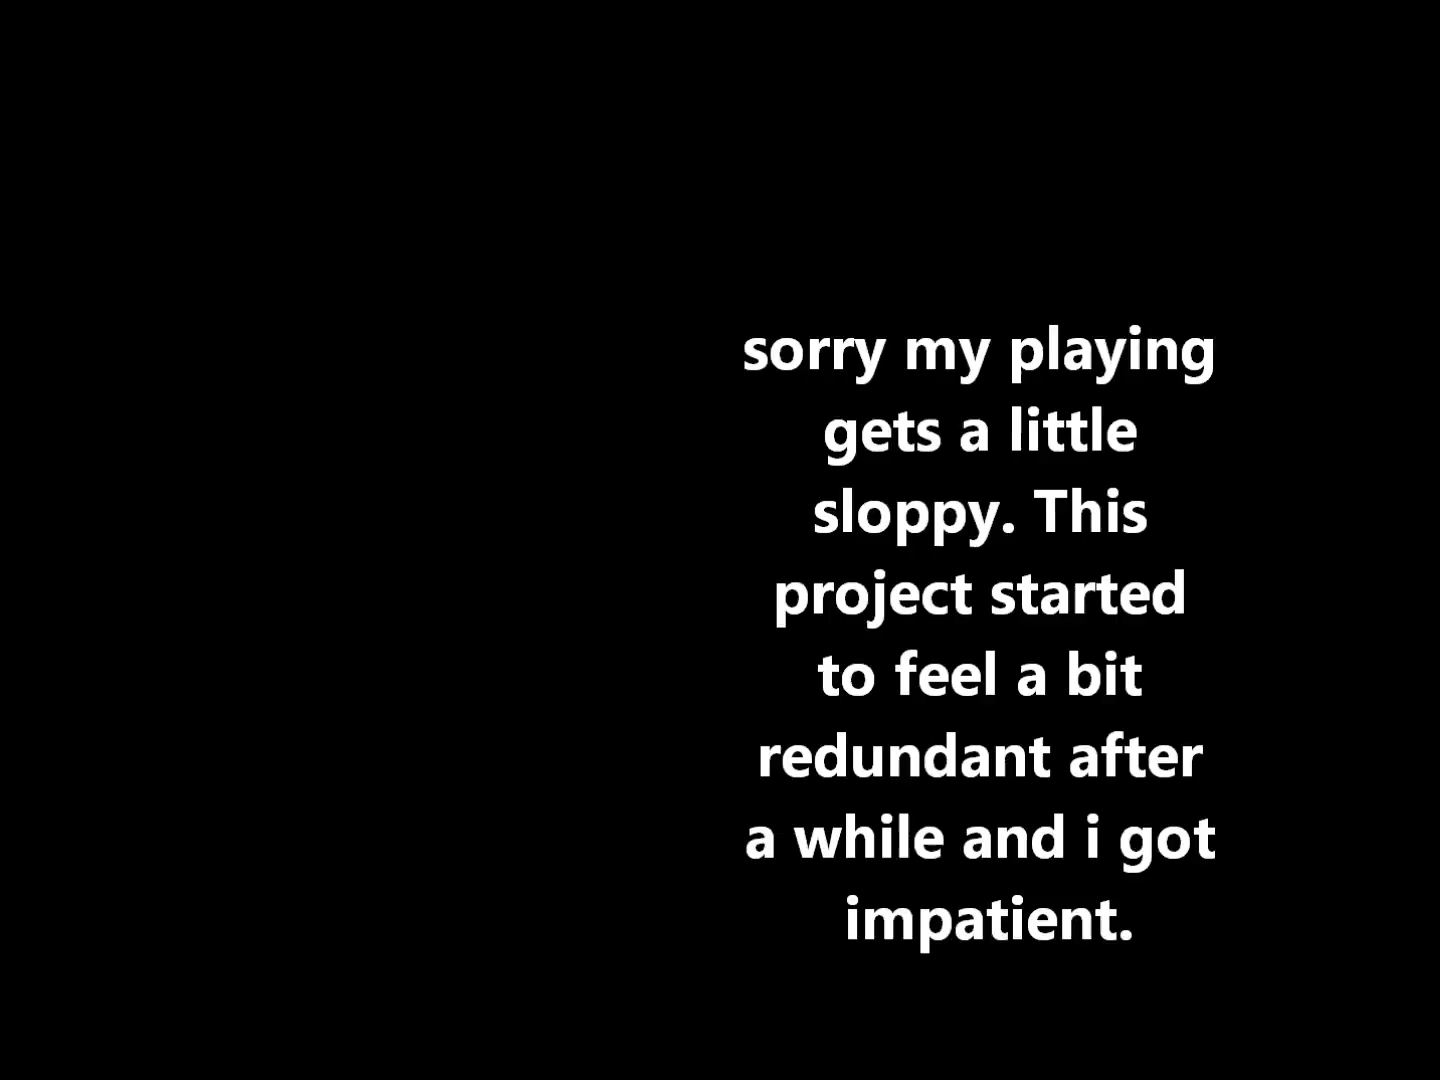 sorry my playing
gets a little
sloppy. This
project started
to feel a bit
redundant after
a while and i got
impatient.